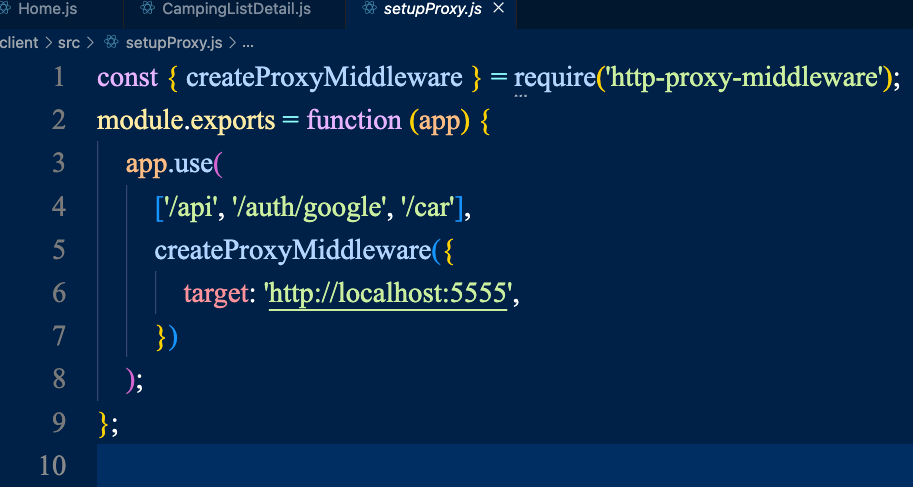 Home.js CampingListDetail.js setupProxy.js ×
client > src > setupProxy.js > ...
1 const { createProxyMiddleware } = require('http-proxy-middleware');
2 module.exports = function (app) {
3 app.use(
4 ['/api', '/auth/google', '/car'],
5 createProxyMiddleware({
6 target: 'http://localhost:5555',
7 })
8 );
9 };
10